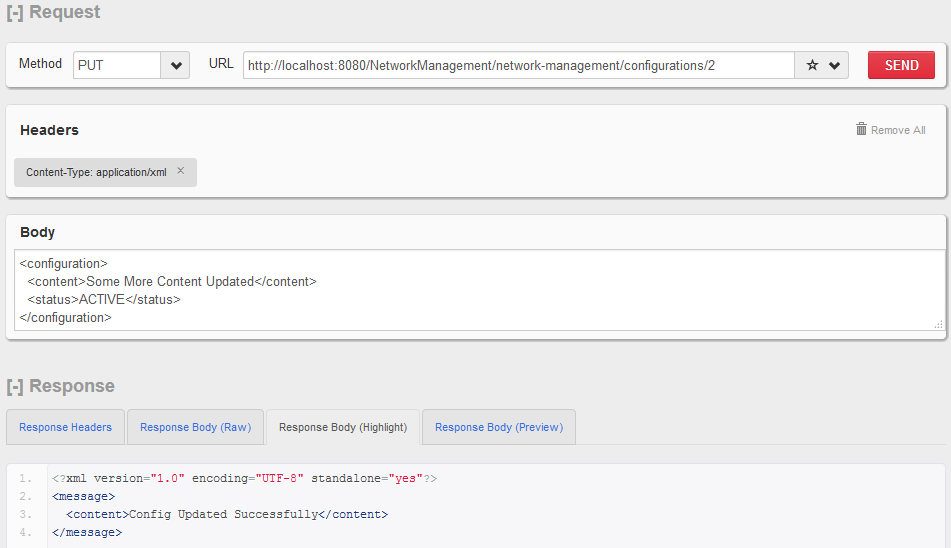 [-] Request
Method PUT URL http://localhost:8080/NetworkManagement/network-management/configurations/2 SEND
Headers Remove All
Content-Type: application/xml ×
Body
<configuration>
  <content>Some More Content Updated</content>
  <status>ACTIVE</status>
</configuration>
[-] Response
Response Headers Response Body (Raw) Response Body (Highlight) Response Body (Preview)
1. <?xml version="1.0" encoding="UTF-8" standalone="yes"?>
2. <message>
3.   <content>Config Updated Successfully</content>
4. </message>